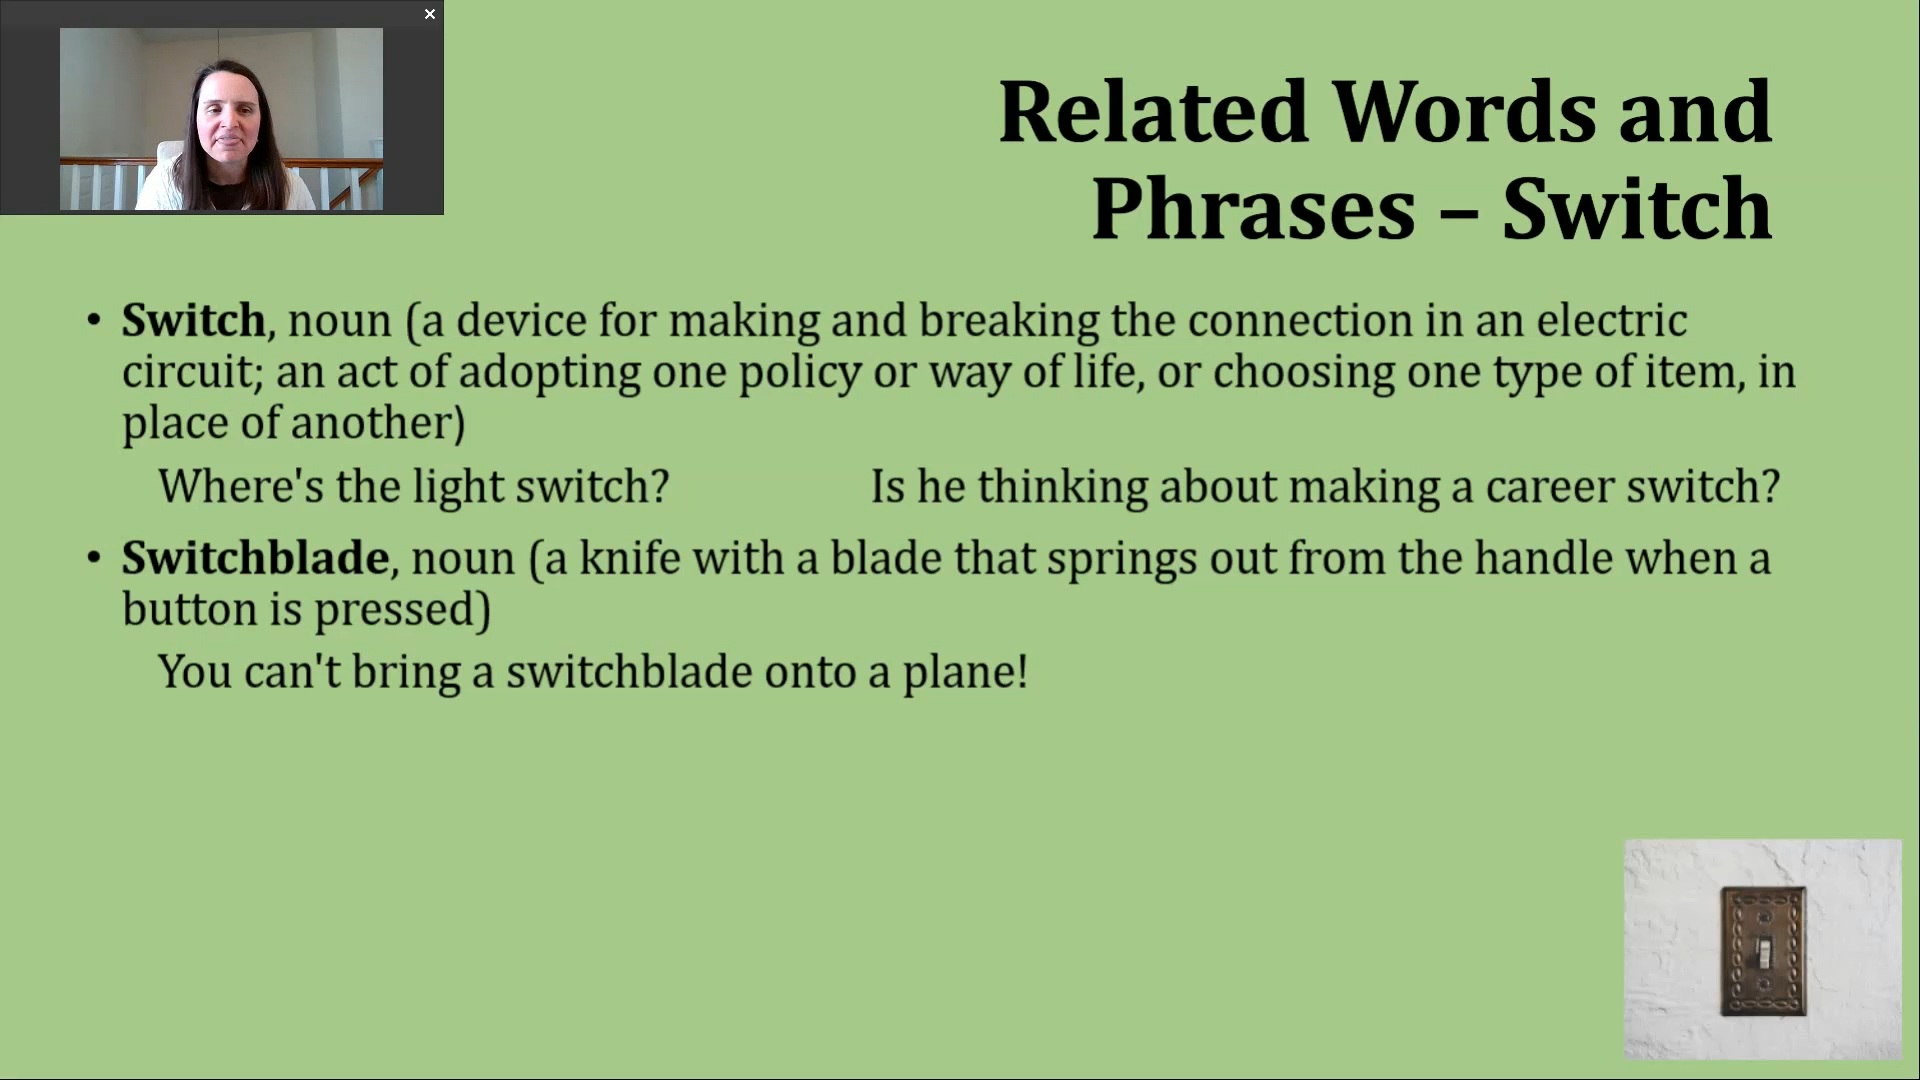 Related Words and
Phrases – Switch
• Switch, noun (a device for making and breaking the connection in an electric
circuit; an act of adopting one policy or way of life, or choosing one type of item, in
place of another)
Where's the light switch? Is he thinking about making a career switch?
• Switchblade, noun (a knife with a blade that springs out from the handle when a
button is pressed)
You can't bring a switchblade onto a plane!